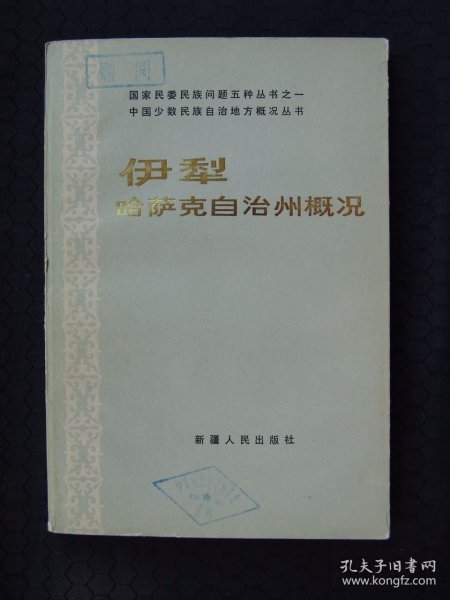 赠阅
国家民委民族问题五种丛书之一
中国少数民族自治地方概况丛书
伊犁
哈萨克自治州概况
新疆人民出版社
孔夫子旧书网
www.kongfz.com